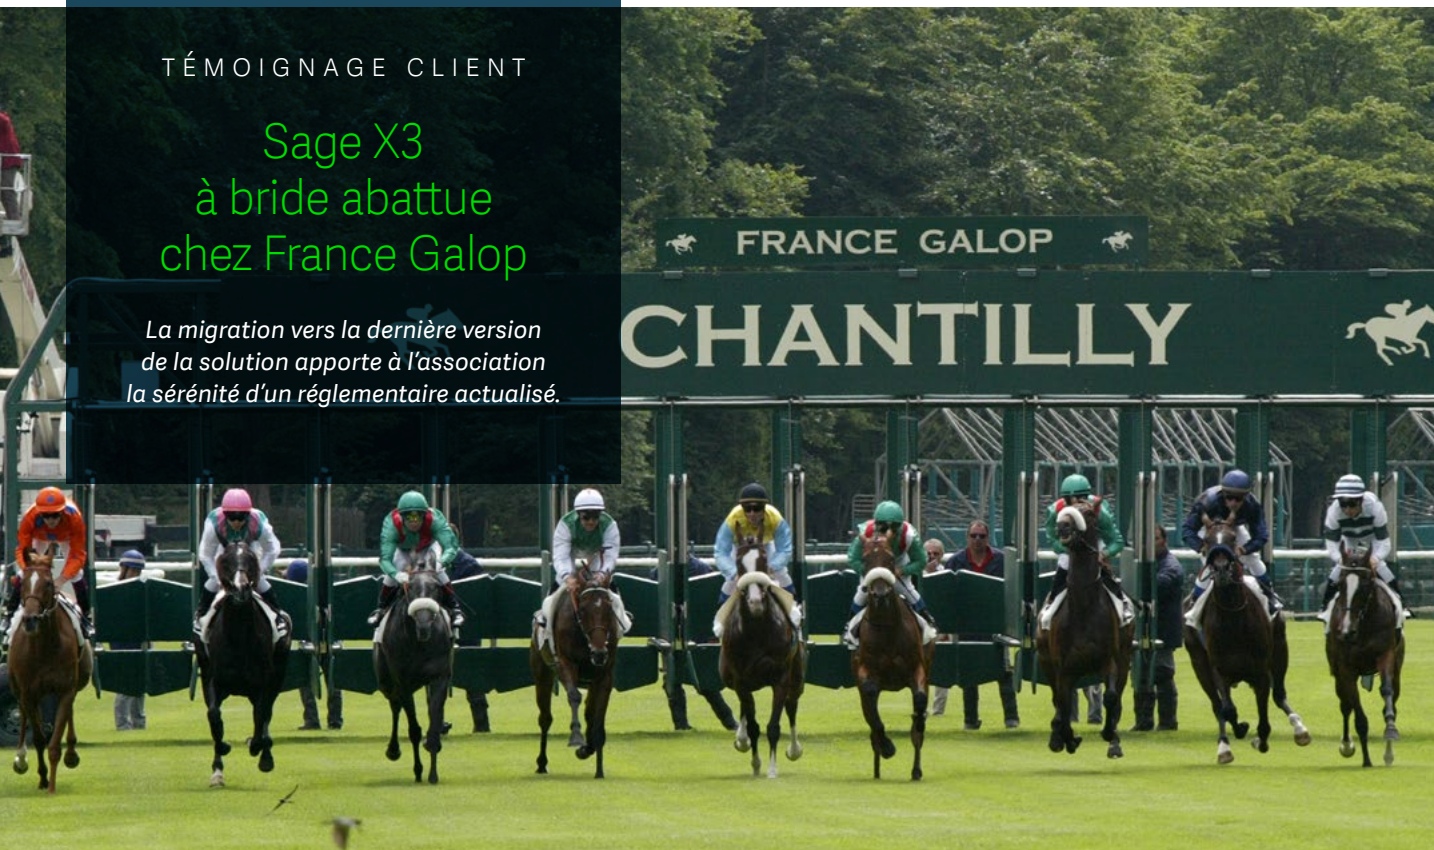 TÉMOIGNAGE CLIENT
Sage X3
à bride abattue
chez France Galop
La migration vers la dernière version
de la solution apporte à l’association
la sérénité d’un réglementaire actualisé.
FRANCE GALOP
CHANTILLY